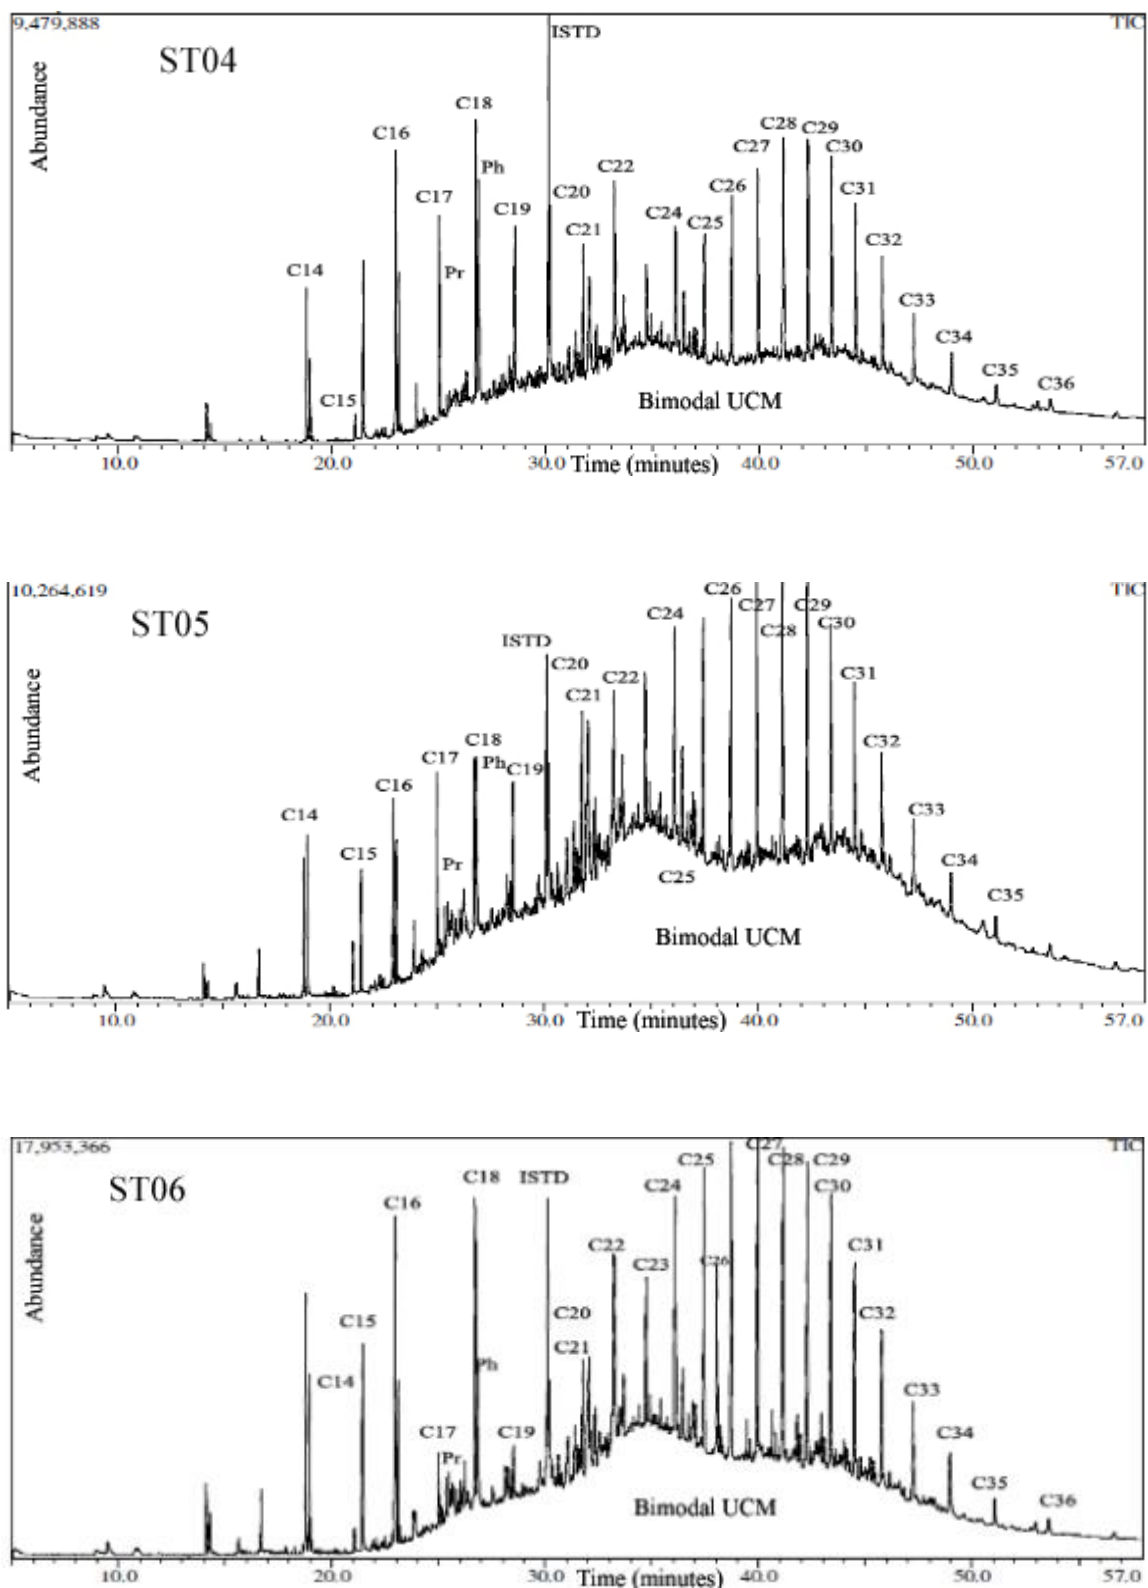 9,479,888 TIC
ST04
Abundance
ISTD
C14
C15
C16
C17
Pr
C18
Ph
C19
C20
C21
C22
C24
C25
C26
C27
C28
C29
C30
C31
C32
C33
C34
C35
C36
Bimodal UCM
10.0 20.0 30.0 Time (minutes) 40.0 50.0 57.0
10,264,619 TIC
ST05
Abundance
ISTD
C14
C15
C16
C17
Pr
C18
Ph
C19
C20
C21
C22
C24
C25
C26
C27
C28
C29
C30
C31
C32
C33
C34
C35
Bimodal UCM
10.0 20.0 30.0 Time (minutes) 40.0 50.0 57.0
17,953,366 TIC
ST06
Abundance
C14
C15
C16
C17
Pr
C18
Ph
C19
ISTD
C20
C21
C22
C23
C24
C25
C26
C27
C28
C29
C30
C31
C32
C33
C34
C35
C36
Bimodal UCM
10.0 20.0 30.0 Time (minutes) 40.0 50.0 57.0